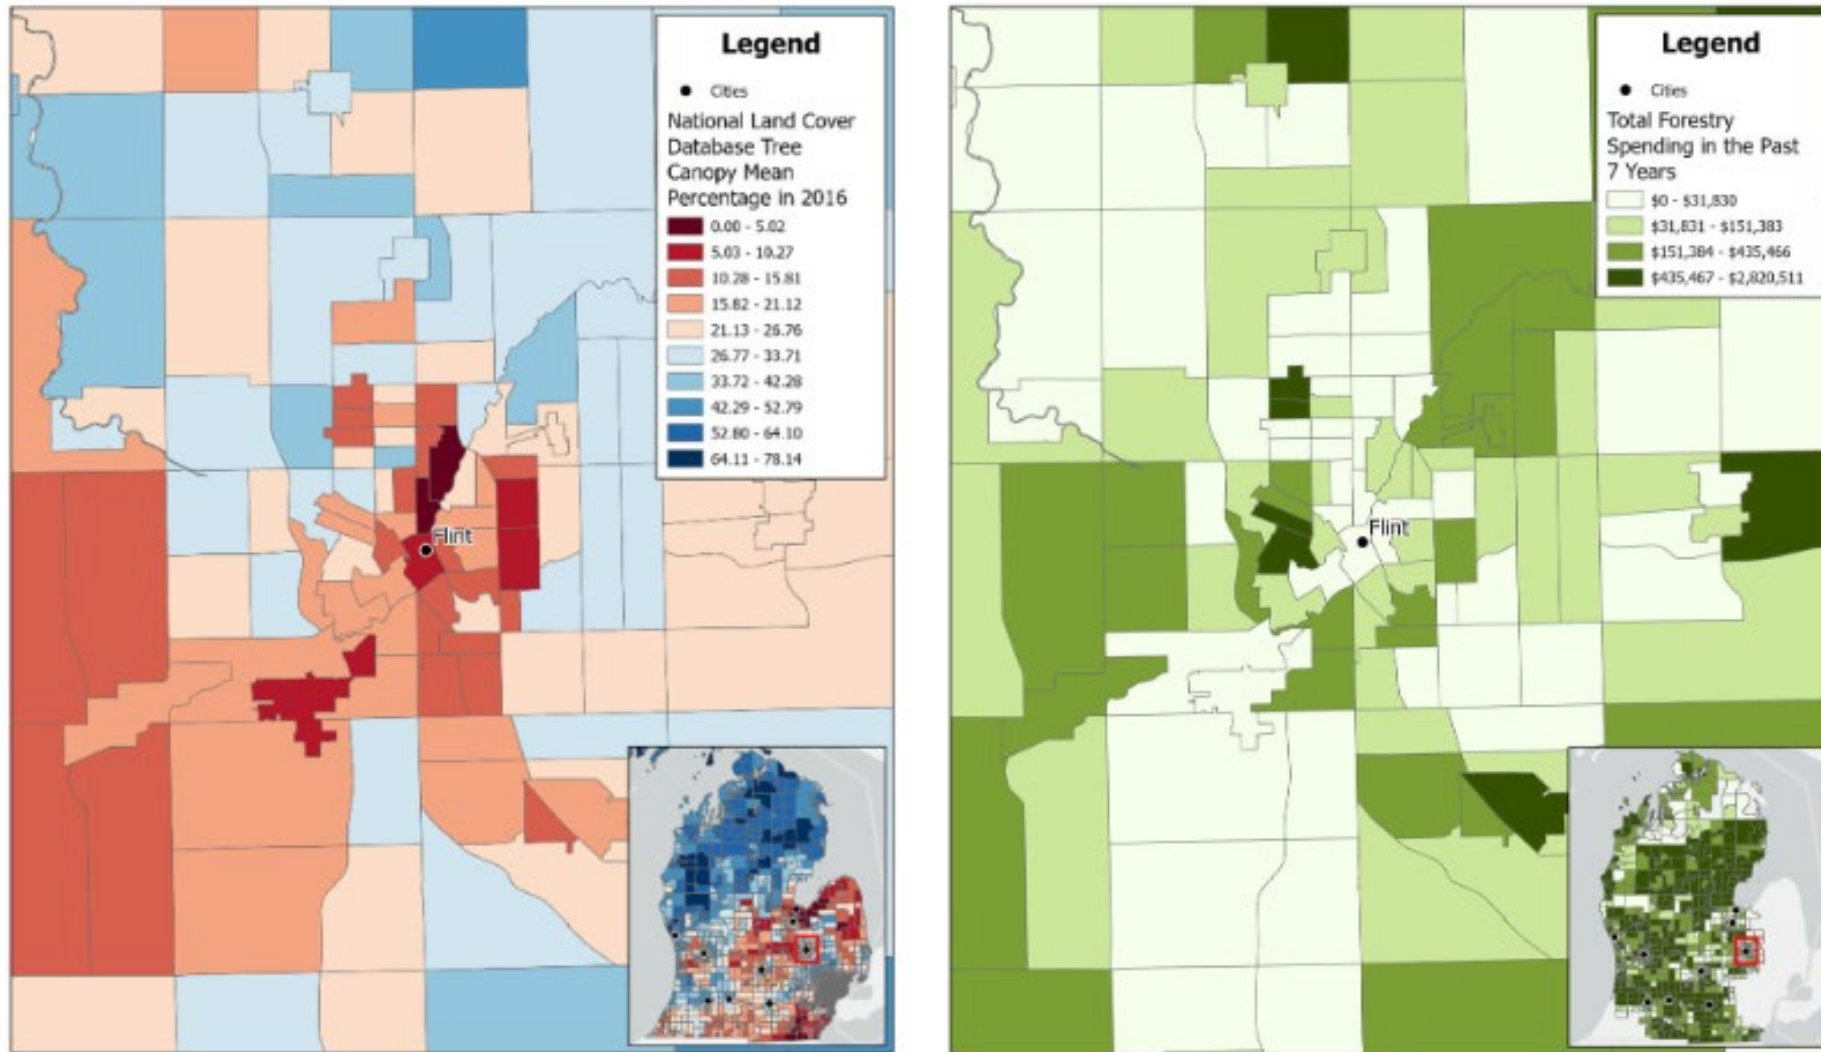 Legend
Cities
National Land Cover
Database Tree
Canopy Mean
Percentage in 2016
0.00 - 5.02
5.03 - 10.27
10.28 - 15.81
15.82 - 21.12
21.13 - 26.76
26.77 - 33.71
33.72 - 42.28
42.29 - 52.79
52.80 - 64.10
64.11 - 78.14
Flint
Legend
Cities
Total Forestry
Spending in the Past
7 Years
$0 - $31,830
$31,831 - $151,383
$151,384 - $435,466
$435,467 - $2,820,511
Flint